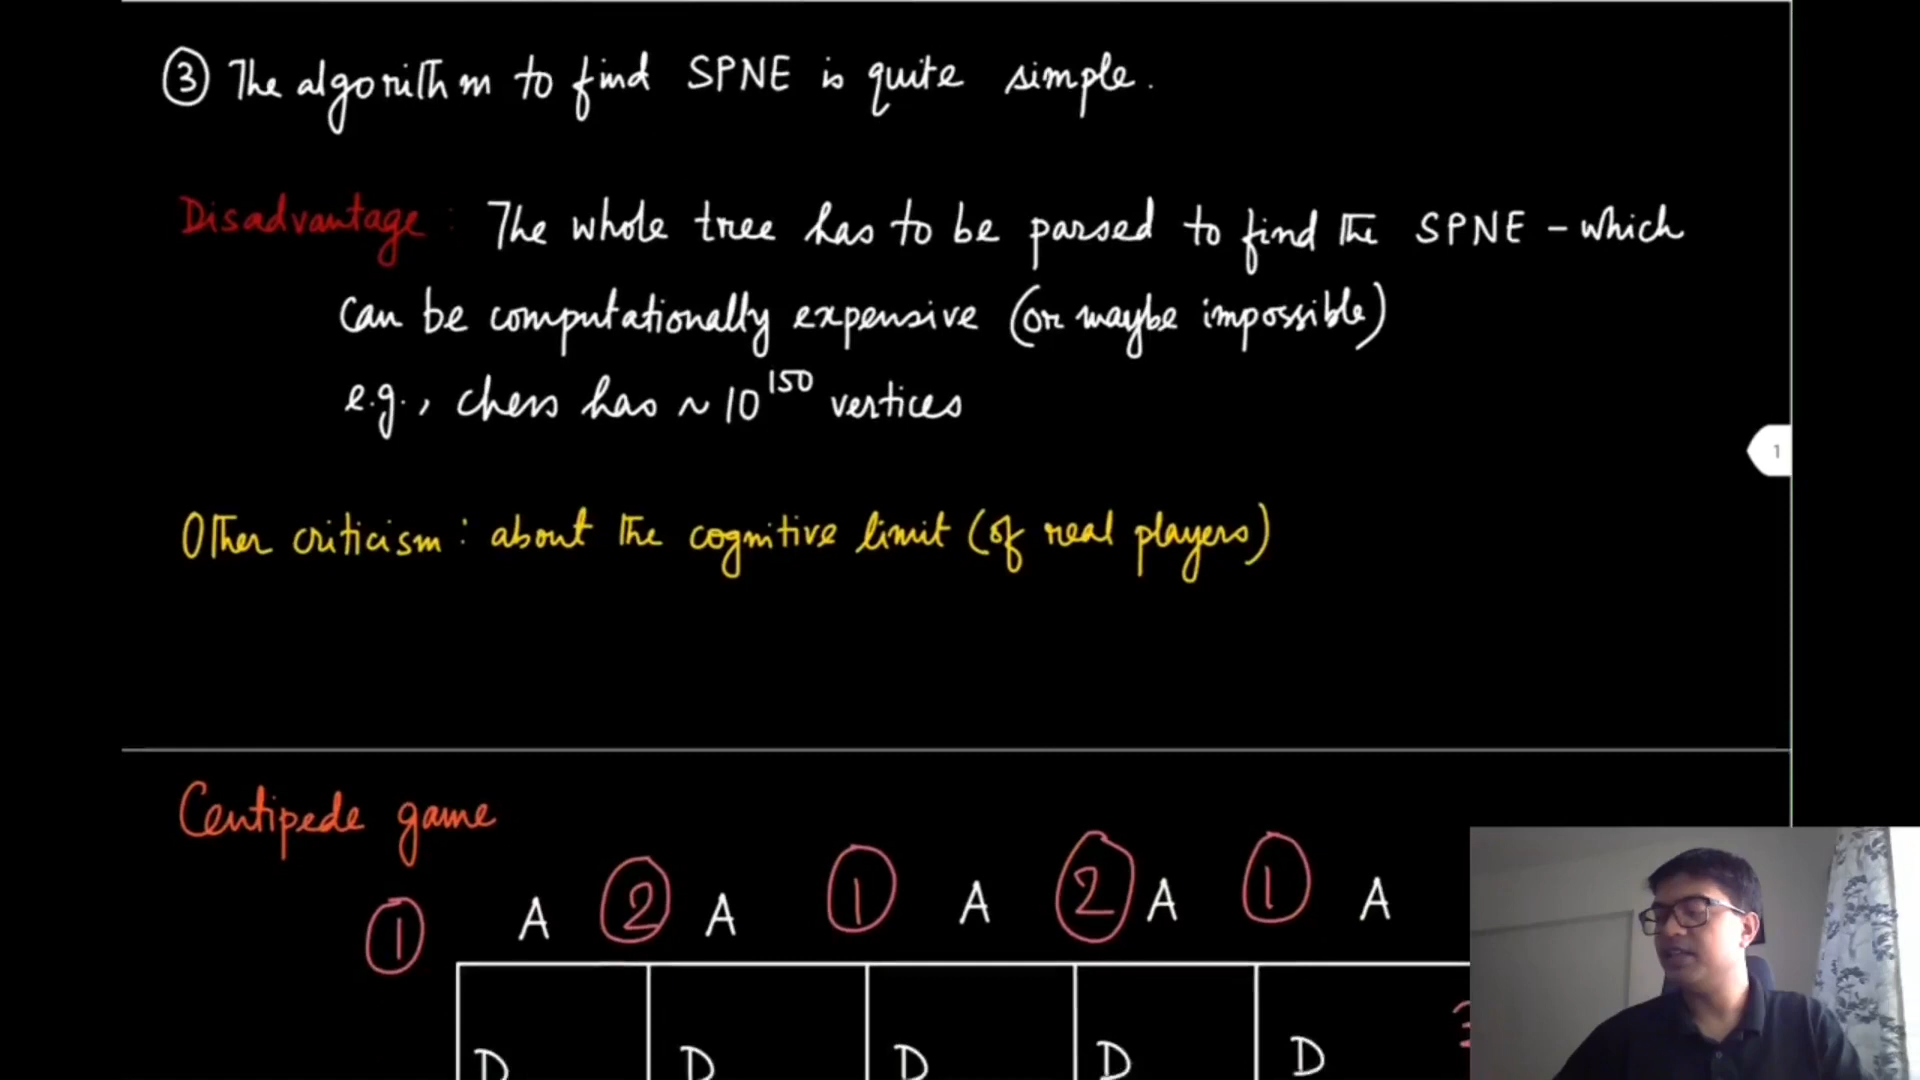 ③ The algorithm to find SPNE is quite simple.
Disadvantage: The whole tree has to be parsed to find the SPNE - which
can be computationally expensive (or maybe impossible)
e.g., chess has ~ 10^150 vertices
1
Other criticism: about the cognitive limit (of real players)
Centipede game
① A ② A ① A ② A ① A
D D D D D